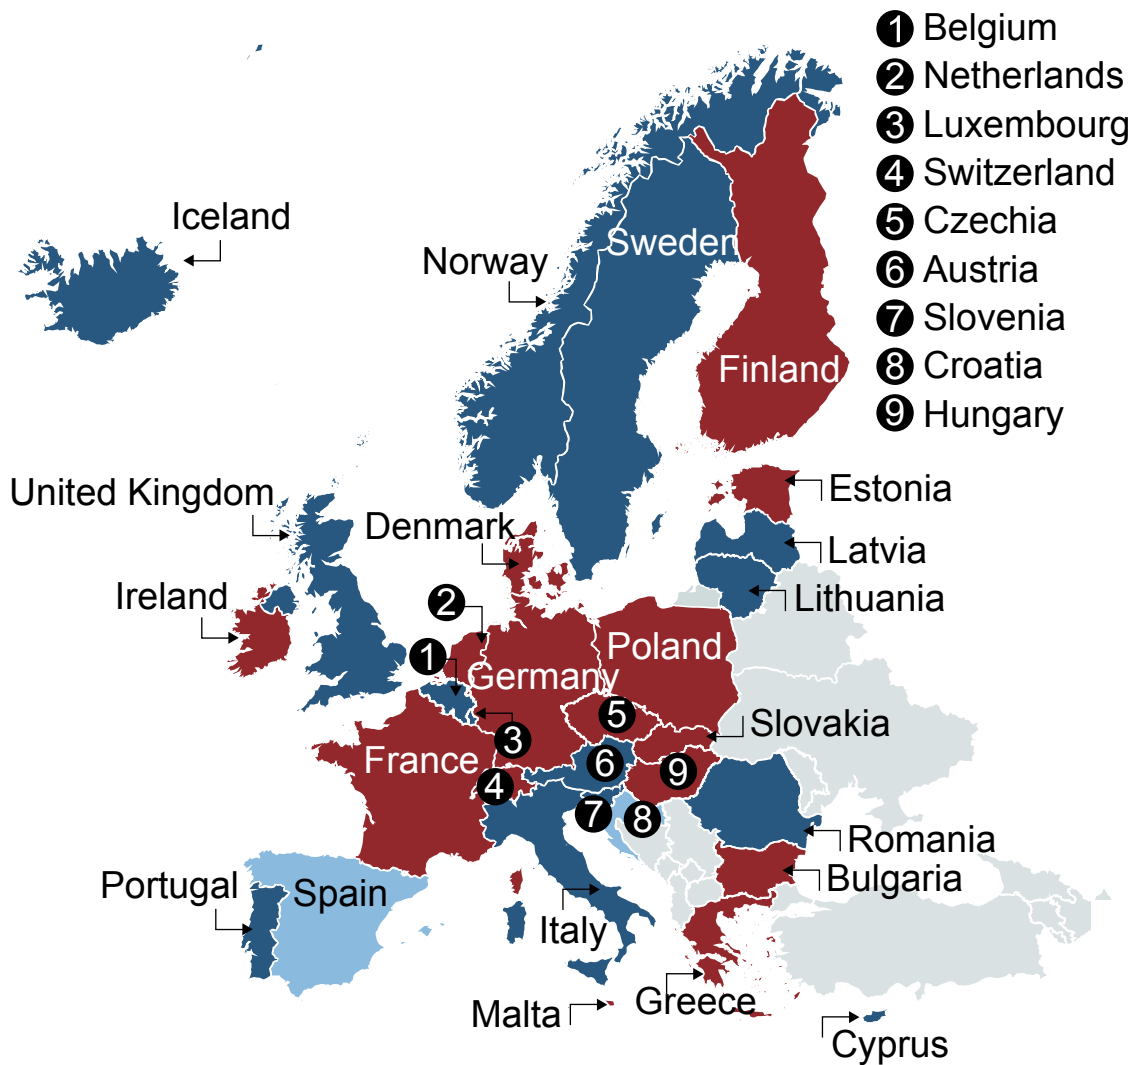 1 Belgium
2 Netherlands
3 Luxembourg
4 Switzerland
5 Czechia
6 Austria
7 Slovenia
8 Croatia
9 Hungary
Iceland
Sweden
Norway
Finland
United Kingdom
Estonia
Denmark
Latvia
Ireland
Lithuania
2
Poland
1
Germany
5
Slovakia
3
France
6
9
4
7
8
Romania
Portugal
Spain
Bulgaria
Italy
Greece
Malta
Cyprus